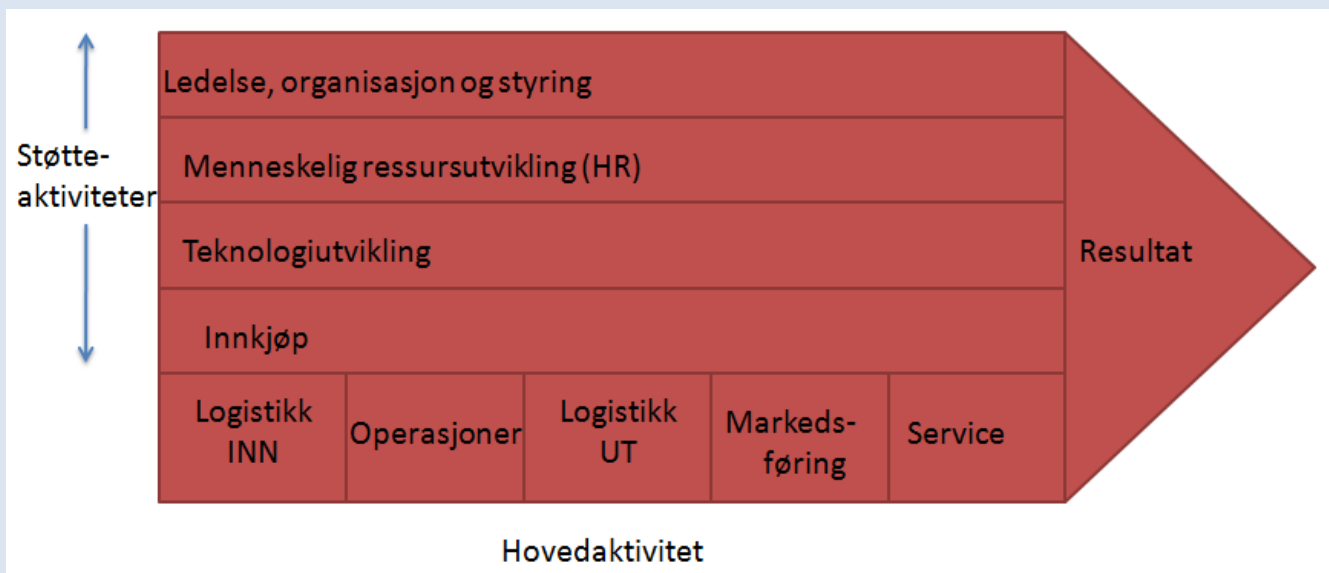 Ledelse, organisasjon og styring
Støtte-
aktiviteter
Menneskelig ressursutvikling (HR)
Teknologiutvikling
Resultat
Innkjøp
Logistikk
INN
Operasjoner
Logistikk
UT
Markeds-
føring
Service
Hovedaktivitet